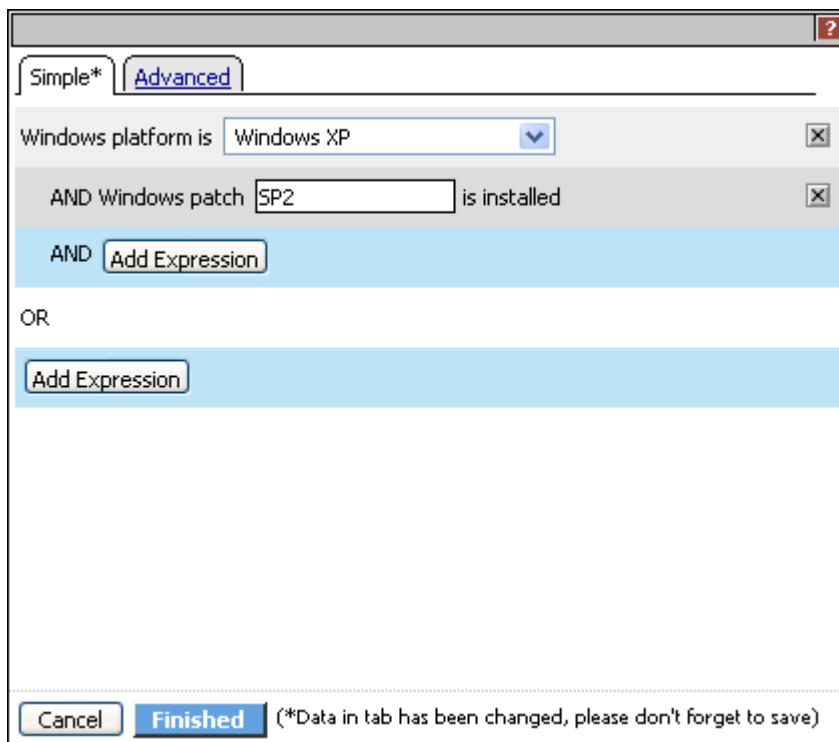 ?
Simple* Advanced
Windows platform is Windows XP
AND Windows patch SP2 is installed
AND Add Expression
OR
Add Expression
Cancel Finished (*Data in tab has been changed, please don't forget to save)